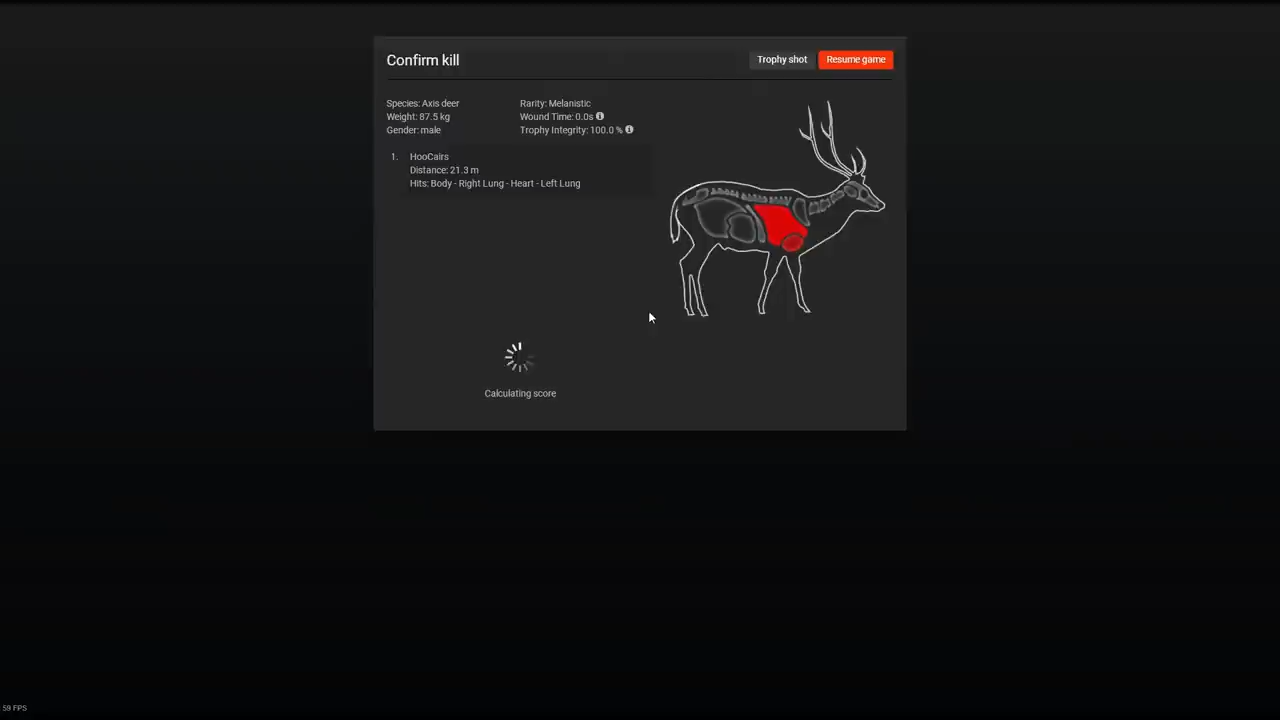 Confirm kill
Trophy shot
Resume game
Species: Axis deer
Weight: 87.5 kg
Gender: male
Rarity: Melanistic
Wound Time: 0.0s
Trophy Integrity: 100.0 %
1. HooCairs
Distance: 21.3 m
Hits: Body - Right Lung - Heart - Left Lung
Calculating score
59 FPS